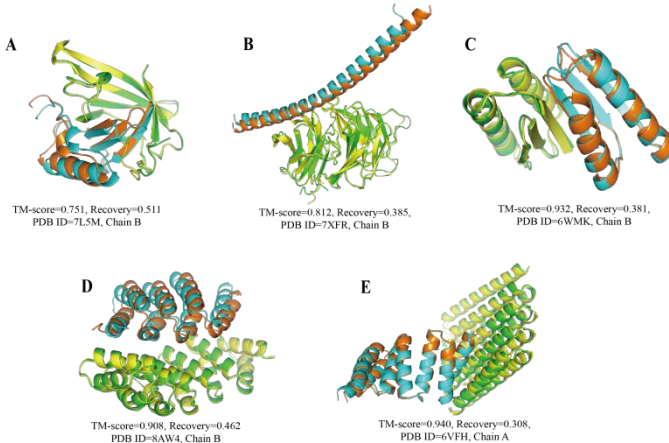 A
B
C
TM-score=0.751, Recovery=0.511
PDB ID=7L5M, Chain B
TM-score=0.812, Recovery=0.385,
PDB ID=7XFR, Chain B
TM-score=0.932, Recovery=0.381,
PDB ID=6WMK, Chain B
D
E
TM-score=0.908, Recovery=0.462
PDB ID=8AW4, Chain B
TM-score=0.940, Recovery=0.308,
PDB ID=6VFH, Chain A